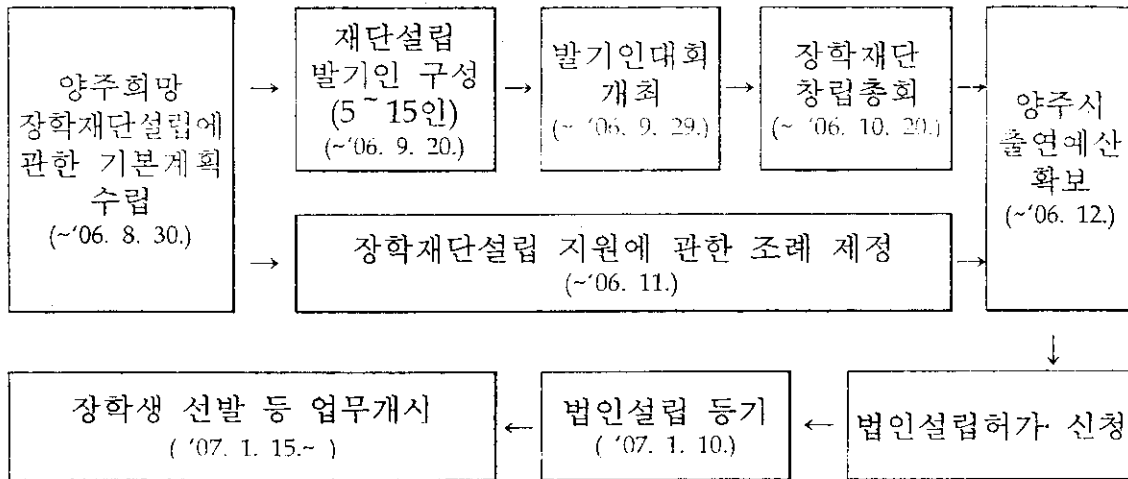 양주희망
장학재단설립에
관한 기본계획
수립
(~'06. 8. 30.)
→
재단설립
발기인 구성
(5 ~ 15인)
(~'06. 9. 20.)
→
발기인대회
개최
(~ '06. 9. 29.)
→
장학재단
창립총회
(~ '06. 10. 20.)
→
→
장학재단설립 지원에 관한 조례 제정
(~'06. 11.)
→
양주시
출연예산
확보
(~'06. 12.)
↓
법인설립허가 신청
←
법인설립 등기
( '07. 1. 10.)
←
장학생 선발 등 업무개시
( '07. 1. 15.~ )